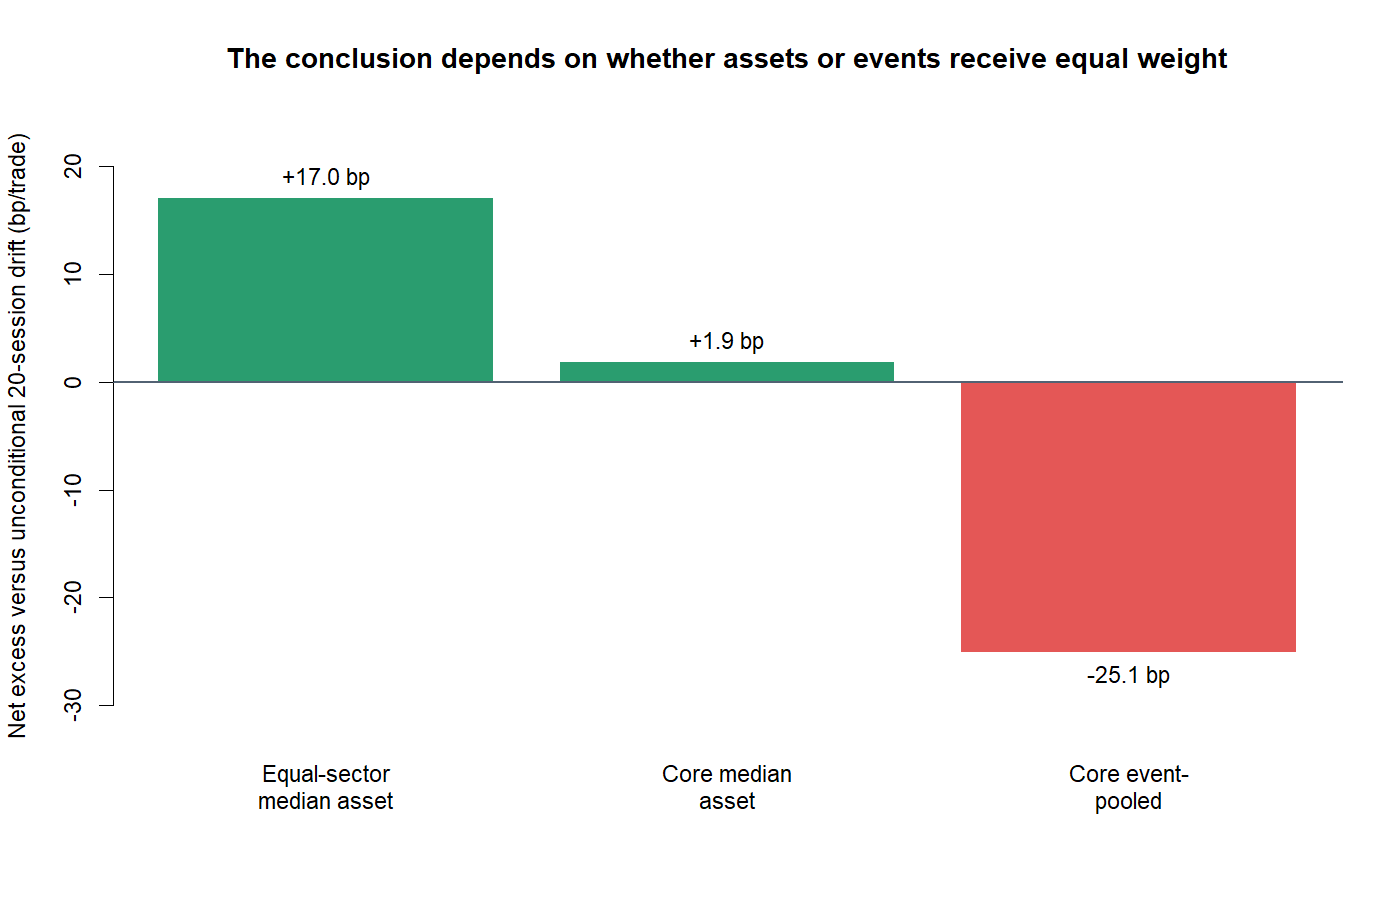 The conclusion depends on whether assets or events receive equal weight
Net excess versus unconditional 20-session drift (bp/trade)
20
10
0
-10
-20
-30
+17.0 bp
+1.9 bp
-25.1 bp
Equal-sector
median asset
Core median
asset
Core event-
pooled